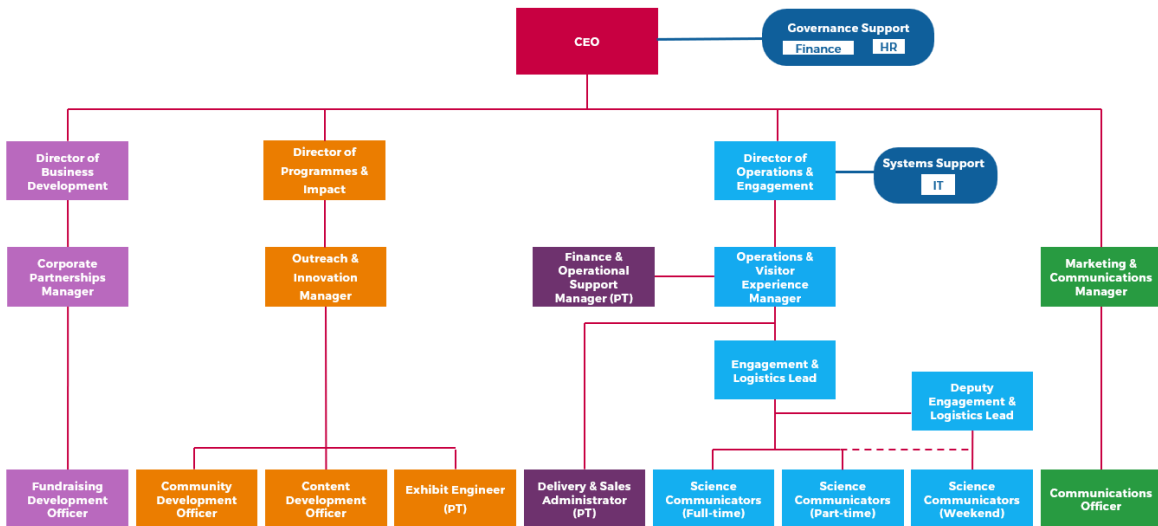 CEO
Governance Support
Finance
HR
Director of
Business
Development
Director of
Programmes &
Impact
Director of
Operations &
Engagement
Systems Support
IT
Corporate
Partnerships
Manager
Outreach &
Innovation
Manager
Finance &
Operational
Support
Manager (PT)
Operations &
Visitor
Experience
Manager
Marketing &
Communications
Manager
Engagement &
Logistics Lead
Deputy
Engagement &
Logistics Lead
Fundraising
Development
Officer
Community
Development
Officer
Content
Development
Officer
Exhibit Engineer
(PT)
Delivery & Sales
Administrator
(PT)
Science
Communicators
(Full-time)
Science
Communicators
(Part-time)
Science
Communicators
(Weekend)
Communications
Officer